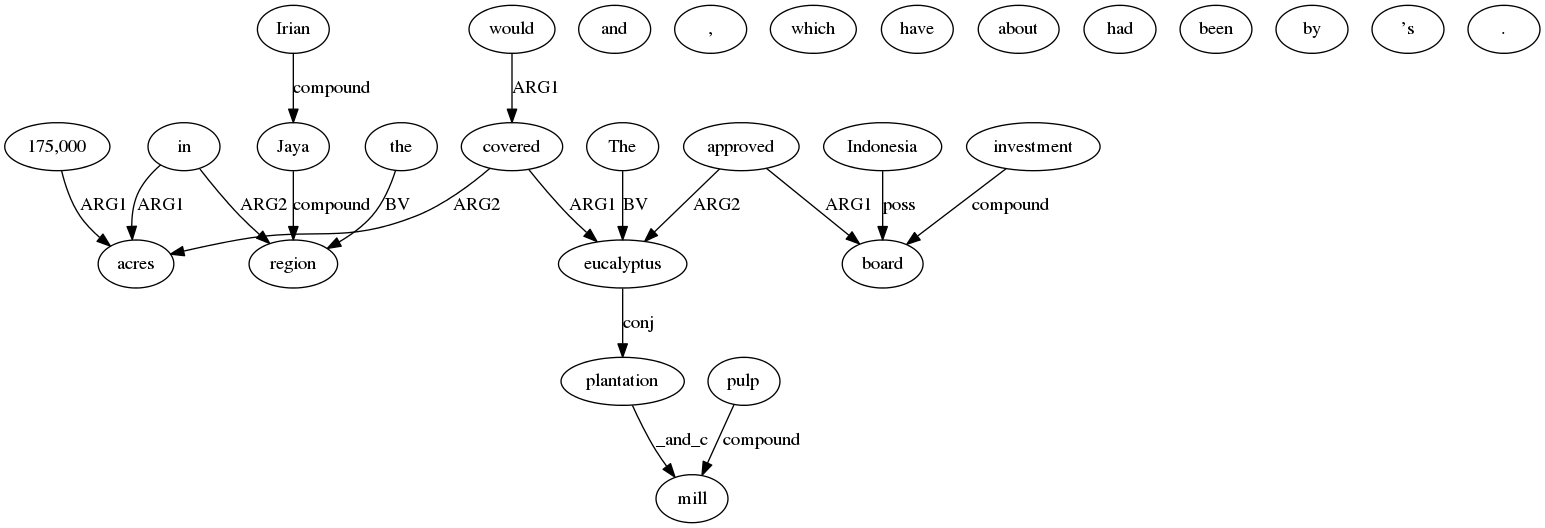 Irian would and , which have about had been by ’s .
compound ARG1
175,000 in Jaya the covered The approved Indonesia investment
ARG1 ARG1 ARG2 compound BV ARG2 ARG1 BV ARG2 ARG1 poss compound
acres region eucalyptus board
conj
plantation pulp
_and_c compound
mill